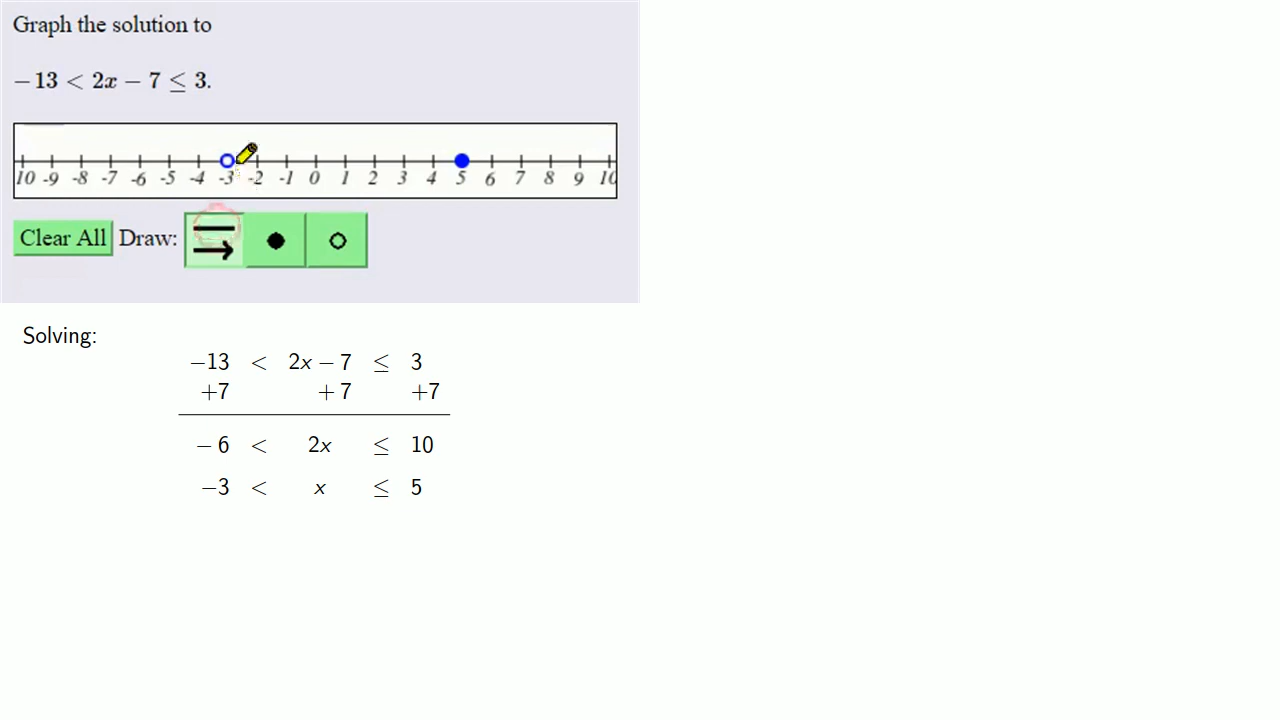 Graph the solution to
−13 < 2x − 7 ≤ 3.
10 -9 -8 -7 -6 -5 -4 -3 -2 -1 0 1 2 3 4 5 6 7 8 9 10
Clear All Draw:
Solving:
−13 < 2x − 7 ≤ 3
+7 + 7 +7
− 6 < 2x ≤ 10
−3 < x ≤ 5